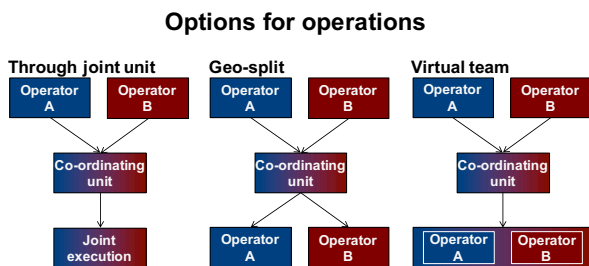 Options for operations
Through joint unit
Geo-split
Virtual team
Operator
A
Operator
B
Operator
A
Operator
B
Operator
A
Operator
B
Co-ordinating
unit
Co-ordinating
unit
Co-ordinating
unit
Joint
execution
Operator
A
Operator
B
Operator
A
Operator
B